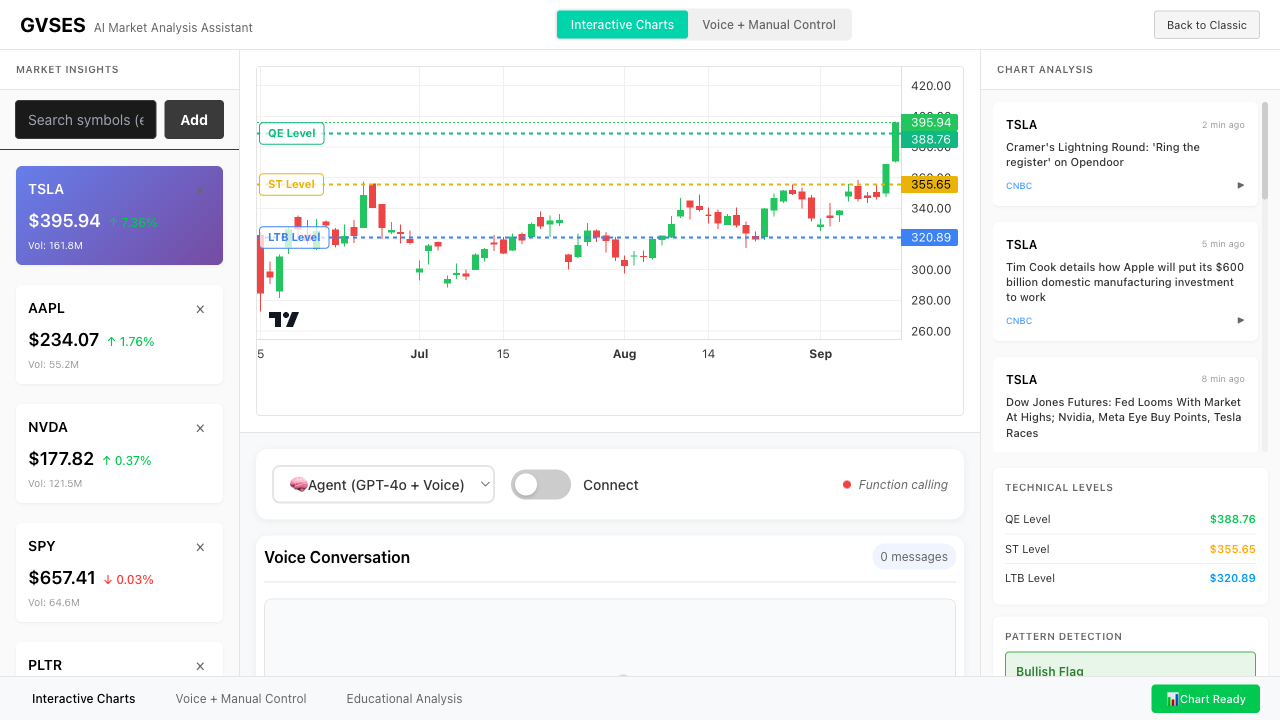 GVSES AI Market Analysis Assistant
Interactive Charts
Voice + Manual Control
Back to Classic
MARKET INSIGHTS
Search symbols (e
Add
TSLA
$395.94 ↑ 7.36%
Vol: 161.8M
AAPL ×
$234.07 ↑ 1.76%
Vol: 55.2M
NVDA ×
$177.82 ↑ 0.37%
Vol: 121.5M
SPY ×
$657.41 ↓ 0.03%
Vol: 64.6M
PLTR ×
QE Level
ST Level
LTB Level
420.00
395.94
388.76
355.65
340.00
320.89
300.00
280.00
260.00
5 Jul 15 Aug 14 Sep
🧠Agent (GPT-4o + Voice)
Connect
Function calling
Voice Conversation
0 messages
CHART ANALYSIS
TSLA 2 min ago
Cramer's Lightning Round: 'Ring the
register' on Opendoor
CNBC ▶
TSLA 5 min ago
Tim Cook details how Apple will put its $600
billion domestic manufacturing investment
to work
CNBC ▶
TSLA 8 min ago
Dow Jones Futures: Fed Looms With Market
At Highs; Nvidia, Meta Eye Buy Points, Tesla
Races
TECHNICAL LEVELS
QE Level $388.76
ST Level $355.65
LTB Level $320.89
PATTERN DETECTION
Bullish Flag
Interactive Charts
Voice + Manual Control
Educational Analysis
📊Chart Ready